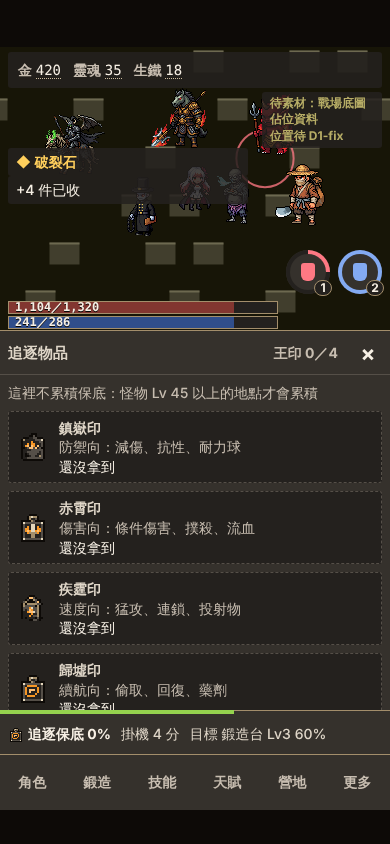 金 420 靈魂 35 生鐵 18
待素材：戰場底圖
佔位資料
位置待 D1-fix
◆ 破裂石
+4 件已收
1
2
1,104／1,320
241／286
追逐物品 王印 0／4 ×
這裡不累積保底：怪物 Lv 45 以上的地點才會累積
鎮嶽印
防禦向：減傷、抗性、耐力球
還沒拿到
赤霄印
傷害向：條件傷害、撲殺、流血
還沒拿到
疾霆印
速度向：猛攻、連鎖、投射物
還沒拿到
歸墟印
續航向：偷取、回復、藥劑
還沒拿到
追逐保底 0% 掛機 4 分 目標 鍛造台 Lv3 60%
角色 鍛造 技能 天賦 營地 更多